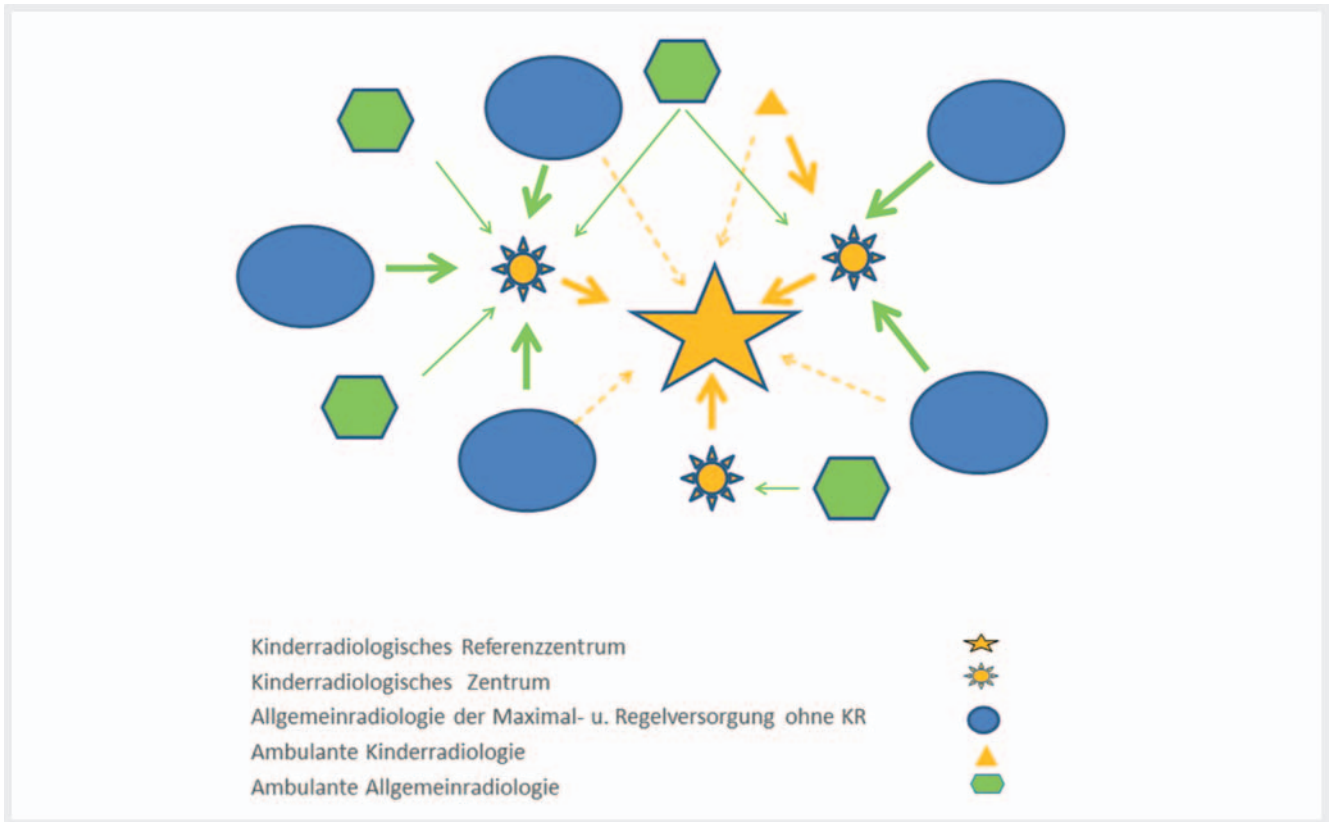 Kinderradiologisches Referenzzentrum
Kinderradiologisches Zentrum
Allgemeinradiologie der Maximal- u. Regelversorgung ohne KR
Ambulante Kinderradiologie
Ambulante Allgemeinradiologie